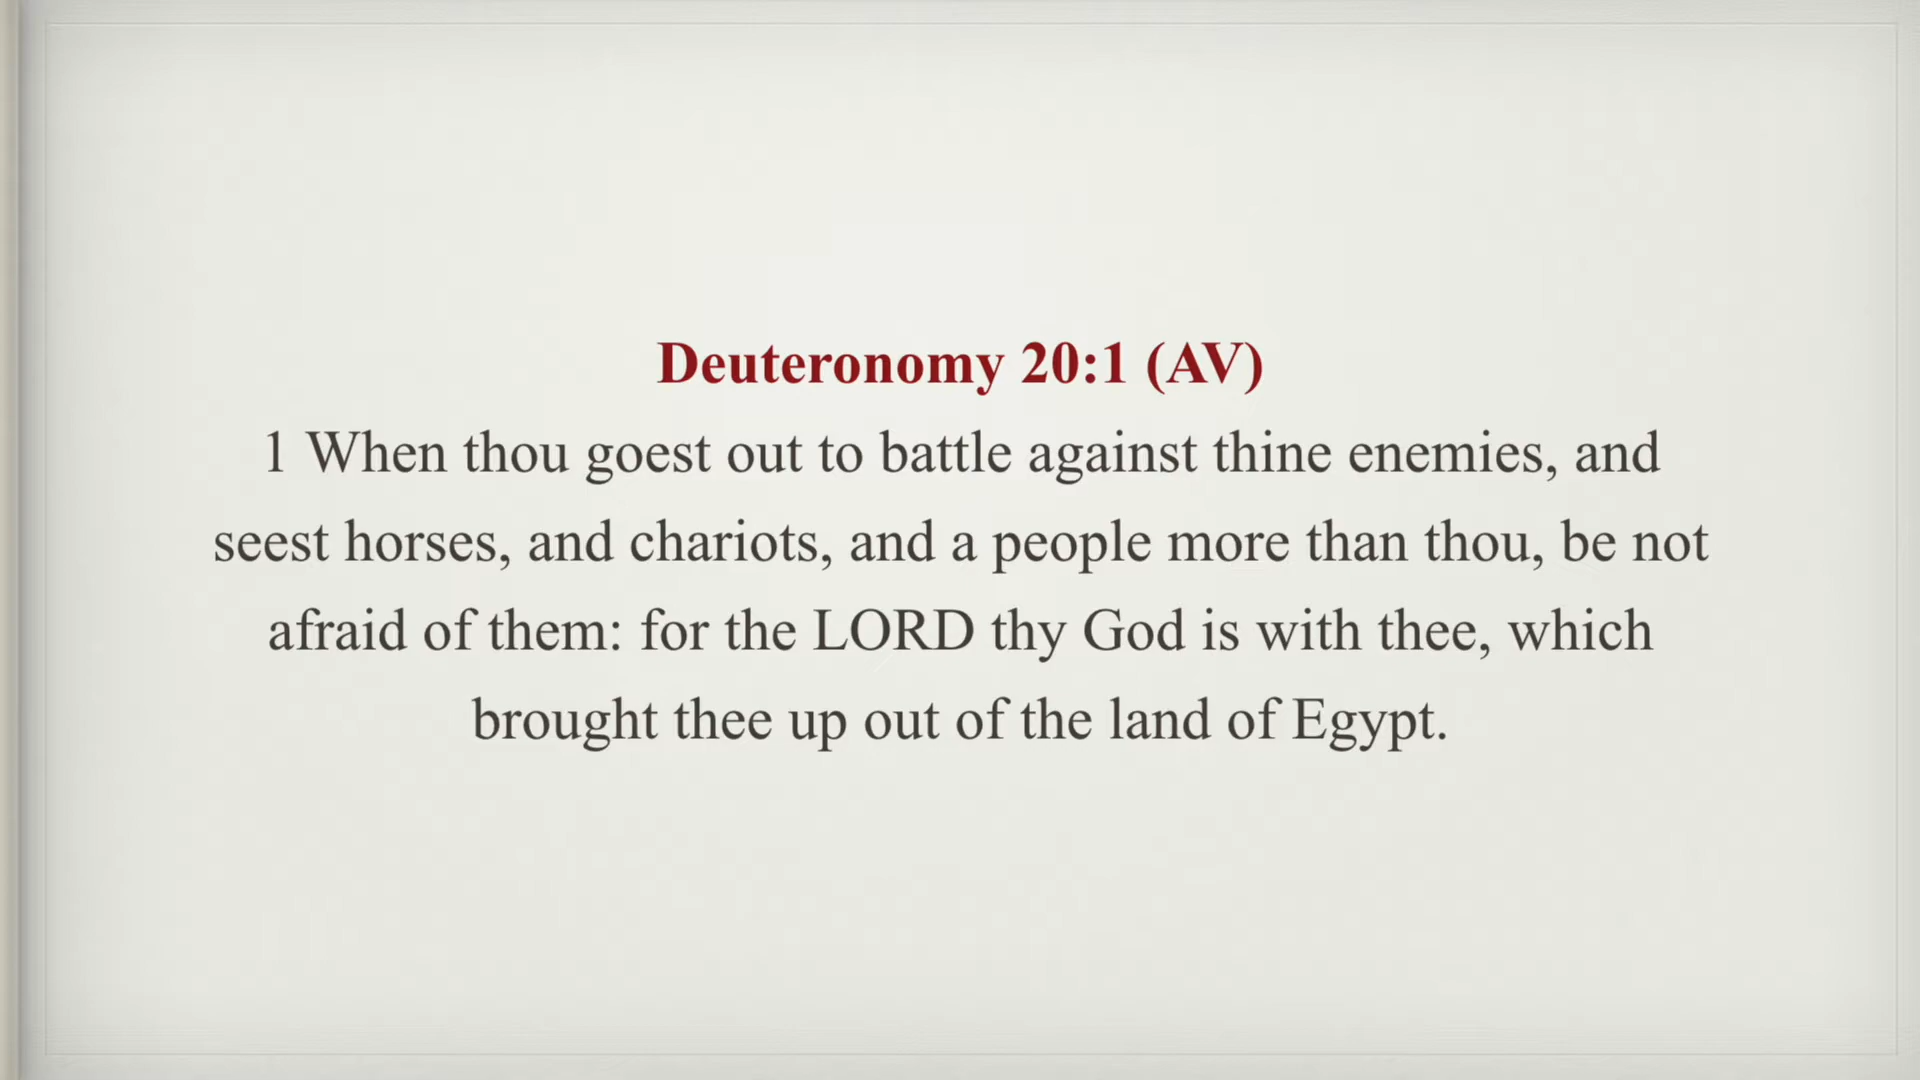 Deuteronomy 20:1 (AV)
1 When thou goest out to battle against thine enemies, and
seest horses, and chariots, and a people more than thou, be not
afraid of them: for the LORD thy God is with thee, which
brought thee up out of the land of Egypt.